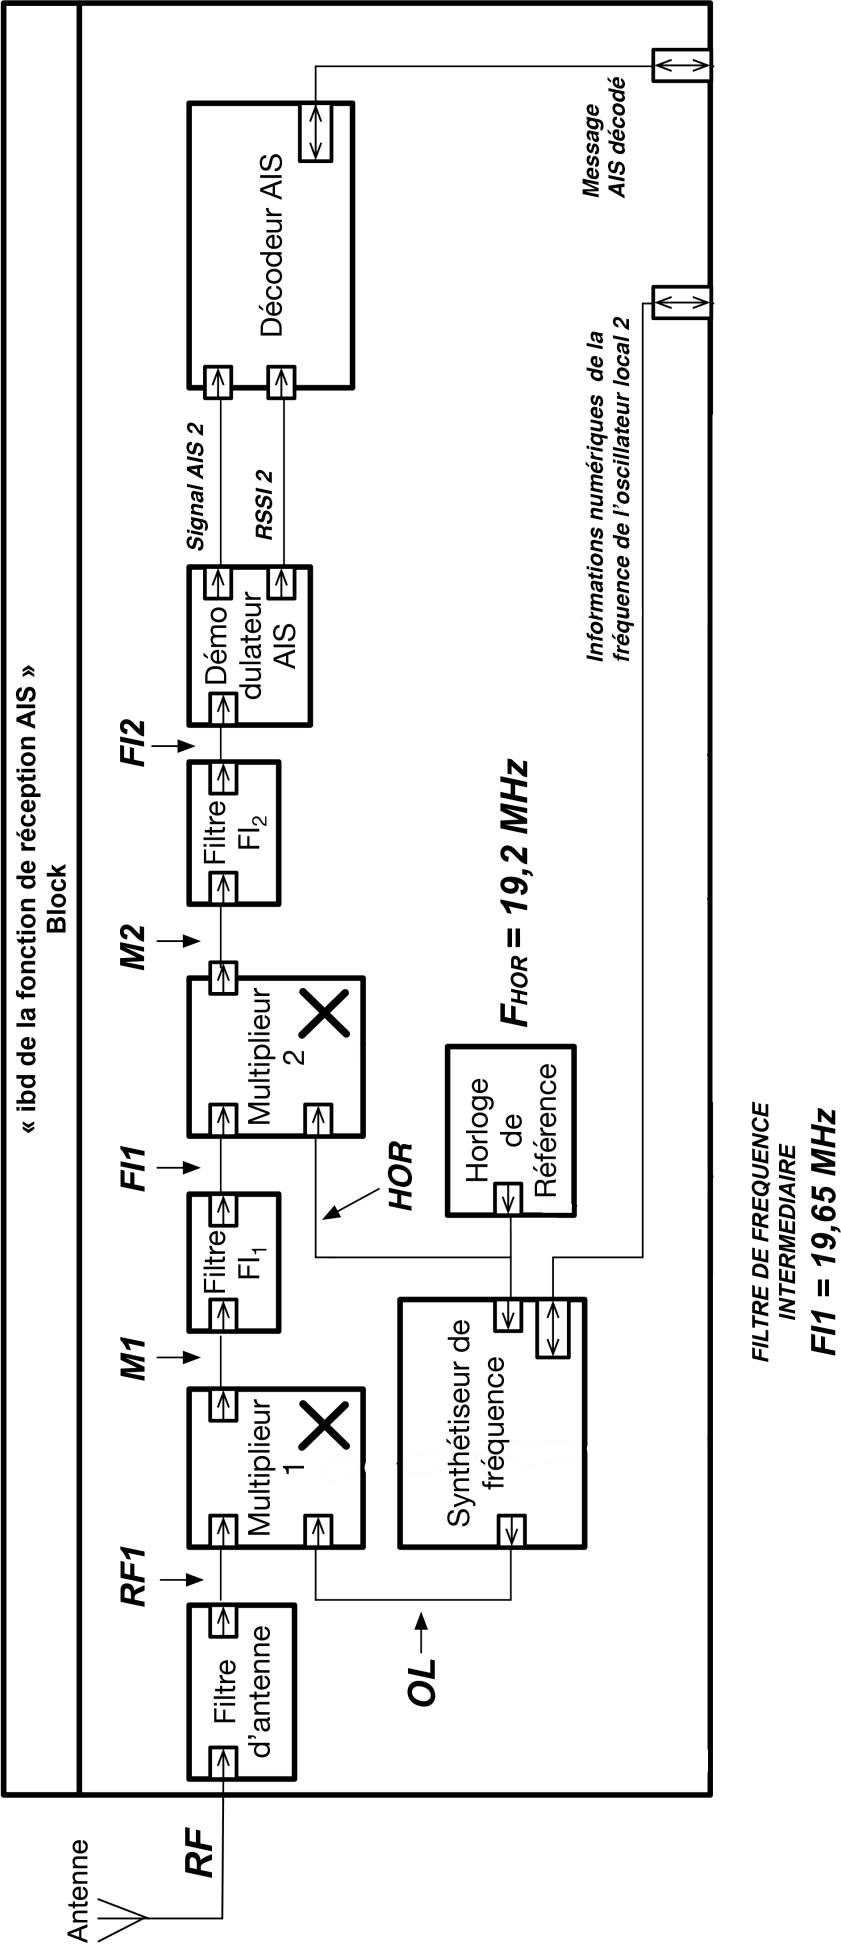 « ibd de la fonction de réception AIS »
Block
Antenne
RF
Filtre
d'antenne
RF1
Multiplieur
1
M1
Filtre
FI1
FI1
Multiplieur
2
M2
Filtre
FI2
FI2
Démo
dulateur
AIS
Signal AIS 2
RSSI 2
Décodeur AIS
OL
Synthétiseur de
fréquence
HOR
Horloge
de
Référence
FHOR = 19,2 MHz
Informations numériques de la
fréquence de l'oscillateur local 2
Message
AIS décodé
FILTRE DE FREQUENCE
INTERMEDIAIRE
FI1 = 19,65 MHz